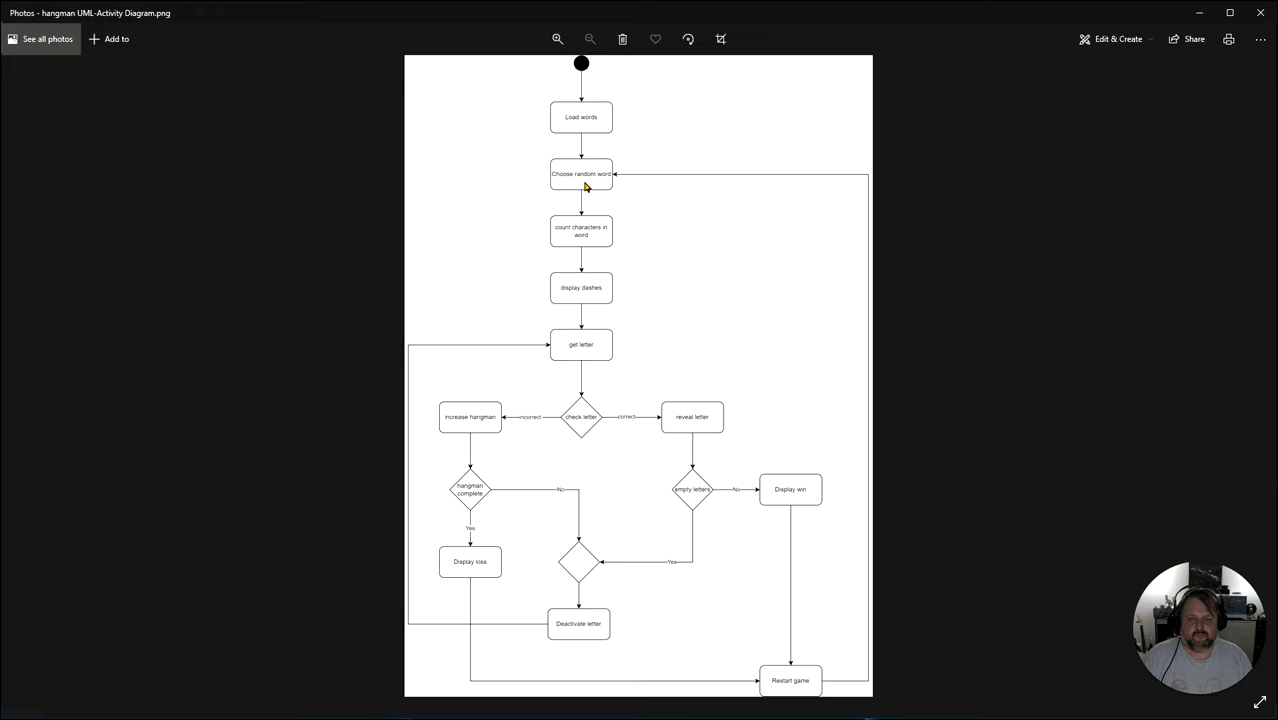 Photos - hangman UML-Activity Diagram.png
See all photos
Add to
Edit & Create
Share
Load words
Choose random word
count characters in
word
display dashes
get letter
increase hangman
incorrect
check letter
correct
reveal letter
hangman
complete
No
empty letters
No
Display win
Yes
Display loss
Yes
Deactivate letter
Restart game